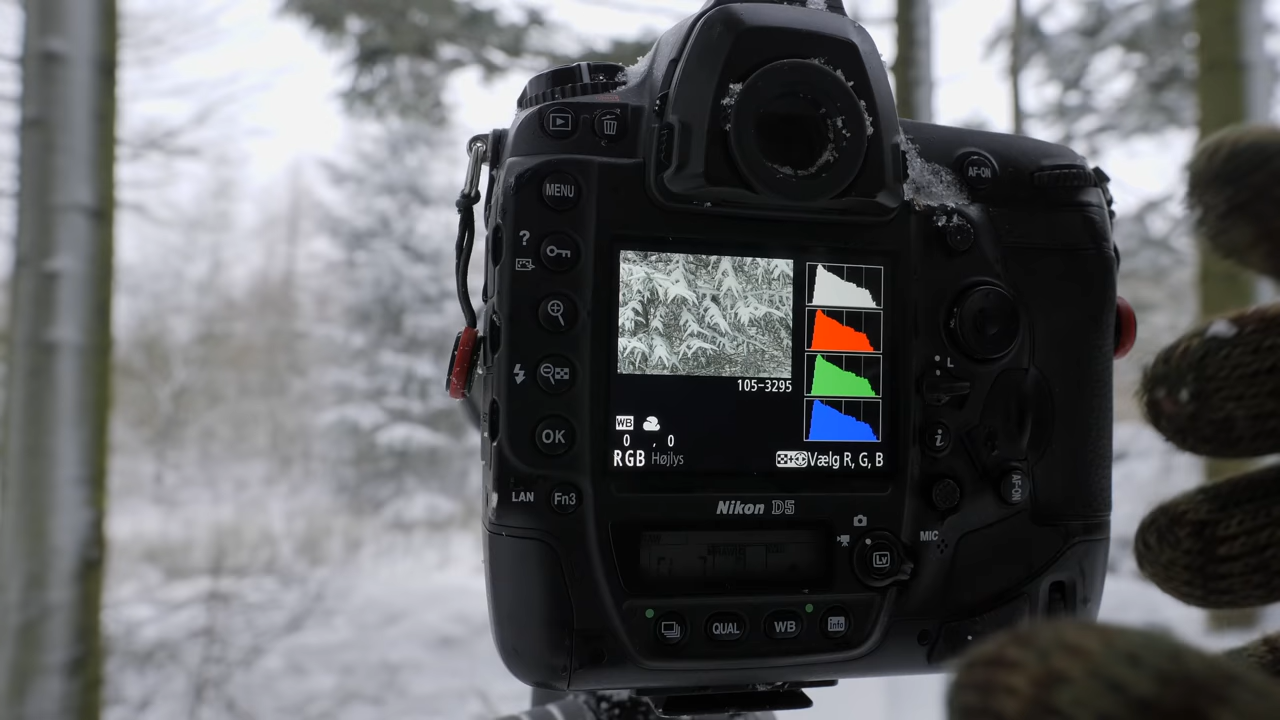 AF-ON
MENU
?
L
105-3295
WB
0 , 0
RGB Højlys
Vælg R, G, B
OK
i
LAN
Fn3
AF-ON
Nikon D5
MIC
Lv
QUAL
WB
info